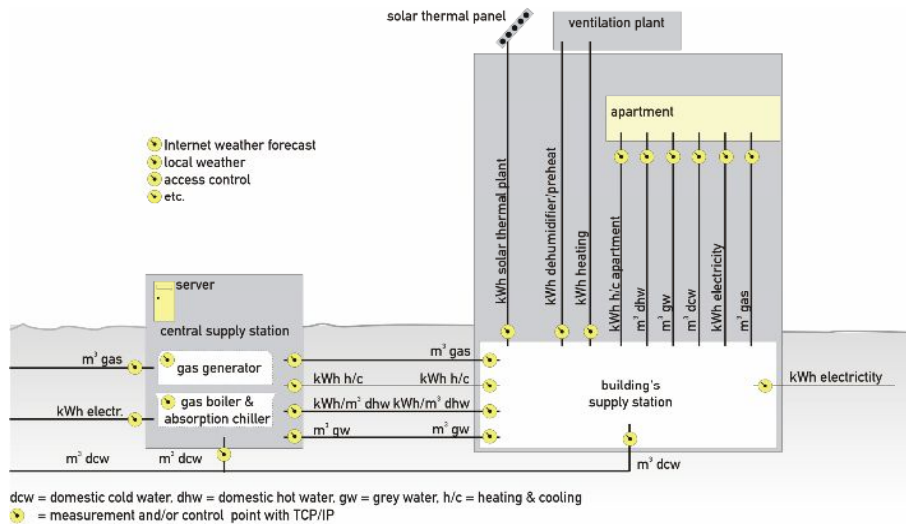 solar thermal panel
ventilation plant
apartment
Internet weather forecast
local weather
access control
etc.
kWh solar thermal plant
kWh dehumidifier/preheat
kWh heating
kWh h/c apartment
m³ dhw
m³ gw
m³ dcw
kWh electricity
m³ gas
server
central supply station
m³ gas
gas generator
m³ gas
kWh h/c
kWh h/c
building's
supply station
kWh electrictity
kWh electr.
gas boiler &
absorption chiller
kWh/m³ dhw
kWh/m³ dhw
m³ gw
m³ gw
m³ dcw
m³ dcw
m³ dcw
dcw = domestic cold water, dhw = domestic hot water, gw = grey water, h/c = heating & cooling
= measurement and/or control point with TCP/IP